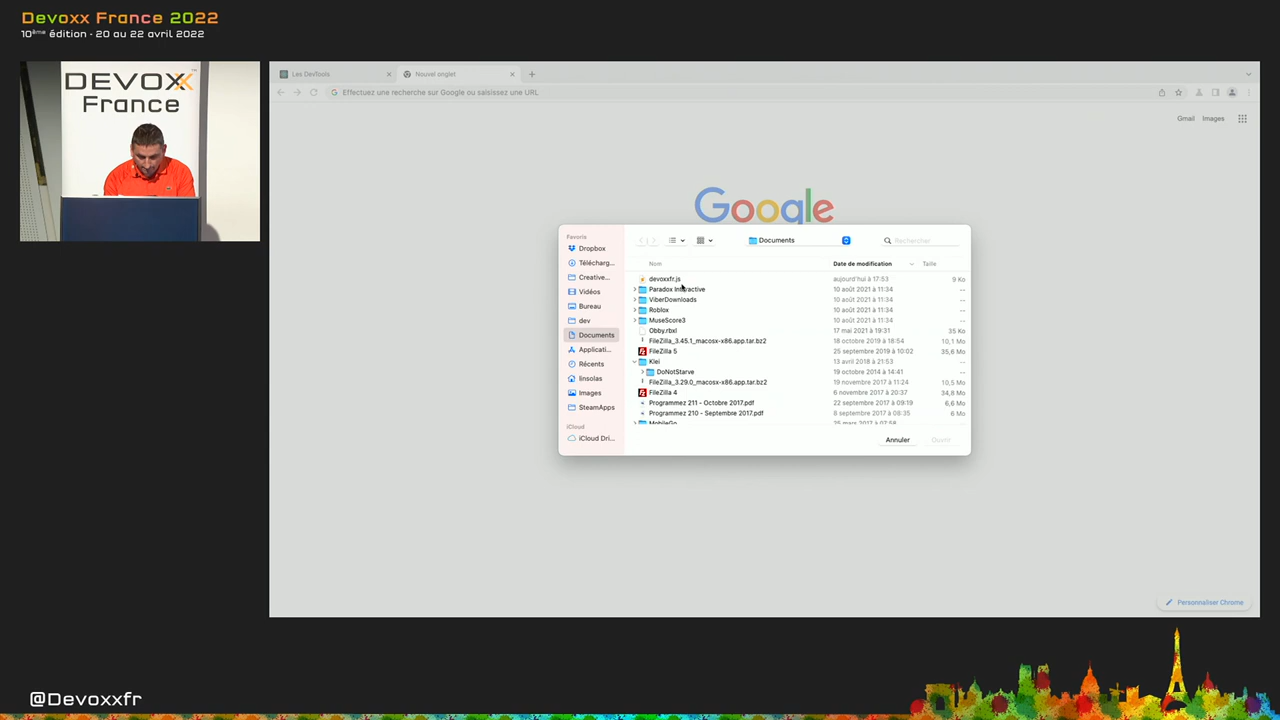 Devoxx France 2022
10ème édition · 20 au 22 avril 2022
DEVOXX
France
Les DevTools
Nouvel onglet
Effectuez une recherche sur Google ou saisissez une URL
Gmail
Images
Google
Favoris
Dropbox
Télécharg...
Creative...
Vidéos
Bureau
dev
Documents
Applicati...
Récents
linsolas
Images
SteamApps
iCloud
iCloud Dri...
Documents
Rechercher
Nom Date de modification Taille
devoxxfr.js aujourd'hui à 17:53 9 Ko
Paradox Interactive 10 août 2021 à 11:34 --
ViberDownloads 10 août 2021 à 11:34 --
Roblox 10 août 2021 à 11:34 --
MuseScore3 10 août 2021 à 11:34 --
Obby.rbxl 17 mai 2021 à 19:31 35 Ko
FileZilla_3.45.1_macosx-x86.app.tar.bz2 18 octobre 2019 à 18:54 10,1 Mo
FileZilla 5 25 septembre 2019 à 10:02 35,6 Mo
Klei 13 avril 2018 à 21:53 --
DoNotStarve 19 octobre 2014 à 14:41 --
FileZilla_3.29.0_macosx-x86.app.tar.bz2 19 novembre 2017 à 11:24 10,5 Mo
FileZilla 4 6 novembre 2017 à 20:37 34,8 Mo
Programmez 211 - Octobre 2017.pdf 22 septembre 2017 à 09:19 6,6 Mo
Programmez 210 - Septembre 2017.pdf 8 septembre 2017 à 08:35 6 Mo
MobileGo 25 mars 2017 à 07:58 --
Annuler
Ouvrir
Personnaliser Chrome
@Devoxxfr